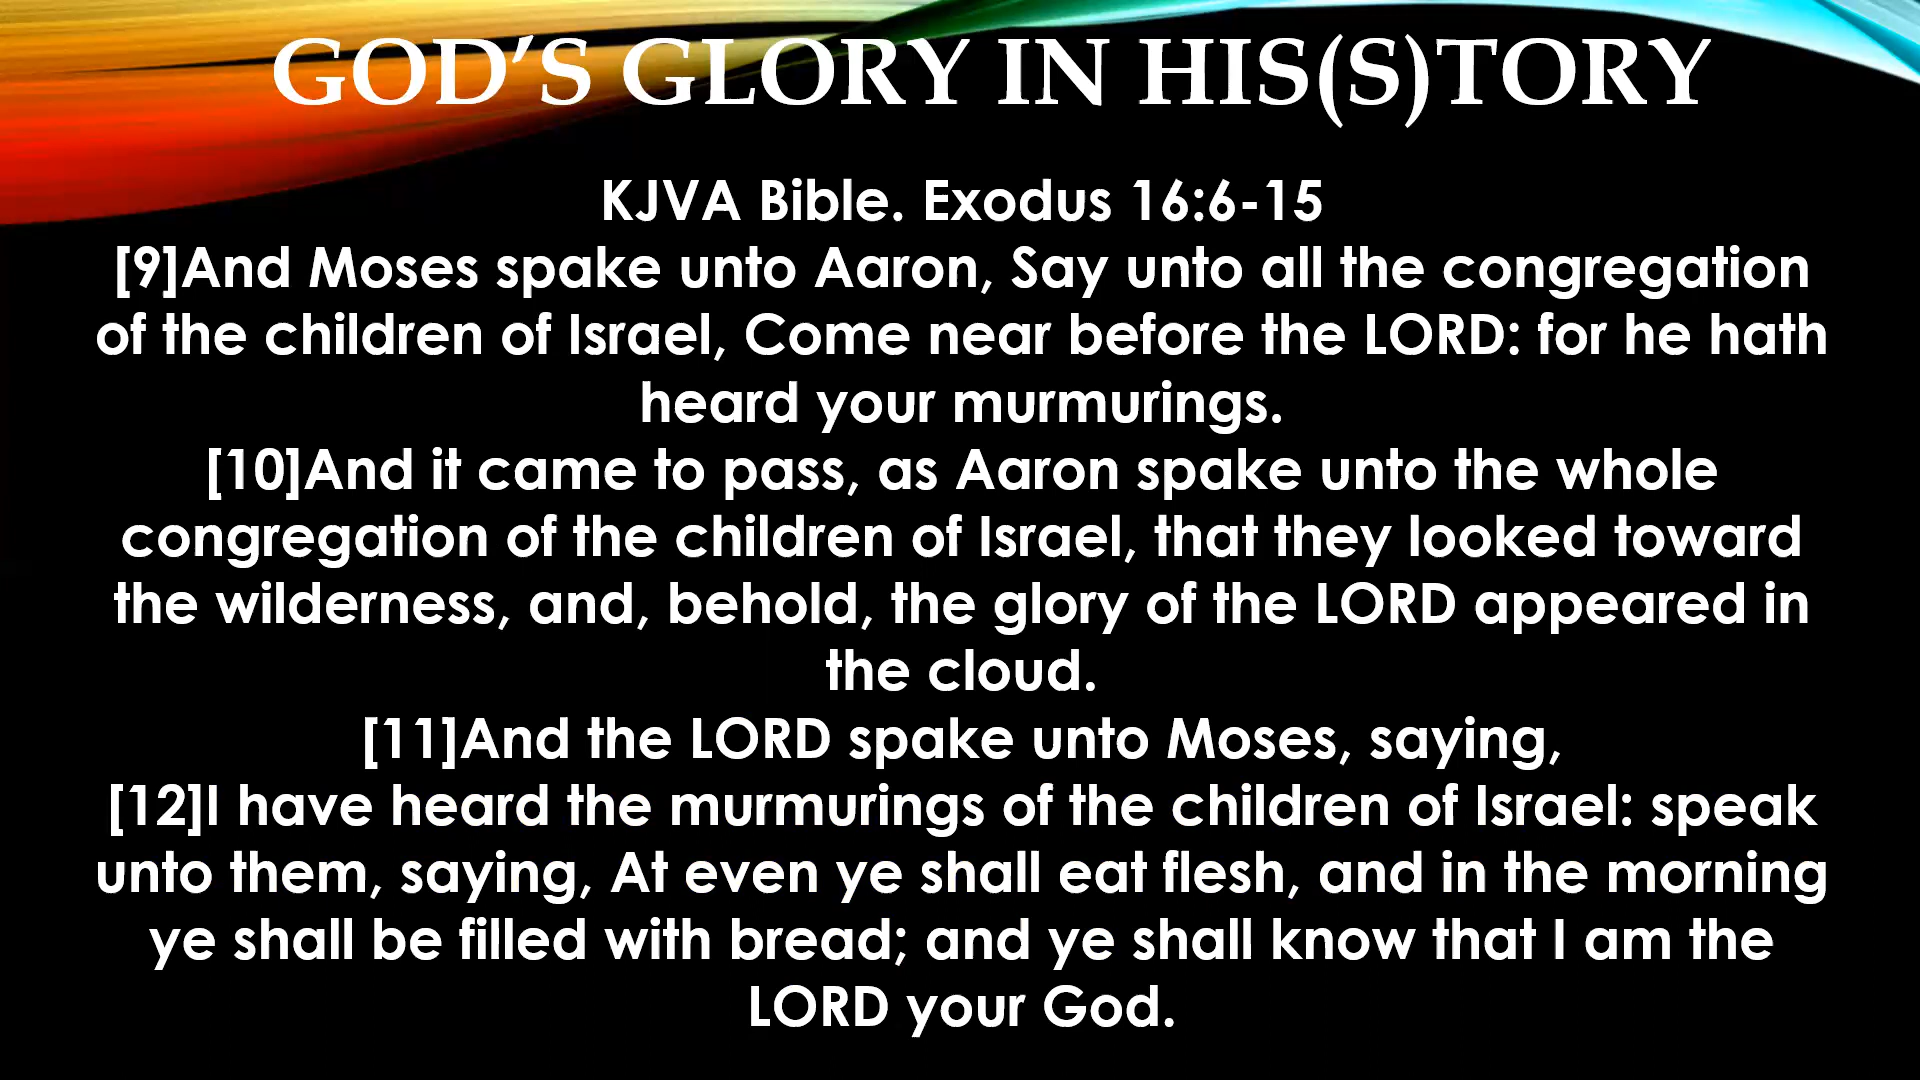 GOD’S GLORY IN HIS(S)TORY
KJVA Bible. Exodus 16:6-15
[9]And Moses spake unto Aaron, Say unto all the congregation
of the children of Israel, Come near before the LORD: for he hath
heard your murmurings.
[10]And it came to pass, as Aaron spake unto the whole
congregation of the children of Israel, that they looked toward
the wilderness, and, behold, the glory of the LORD appeared in
the cloud.
[11]And the LORD spake unto Moses, saying,
[12]I have heard the murmurings of the children of Israel: speak
unto them, saying, At even ye shall eat flesh, and in the morning
ye shall be filled with bread; and ye shall know that I am the
LORD your God.